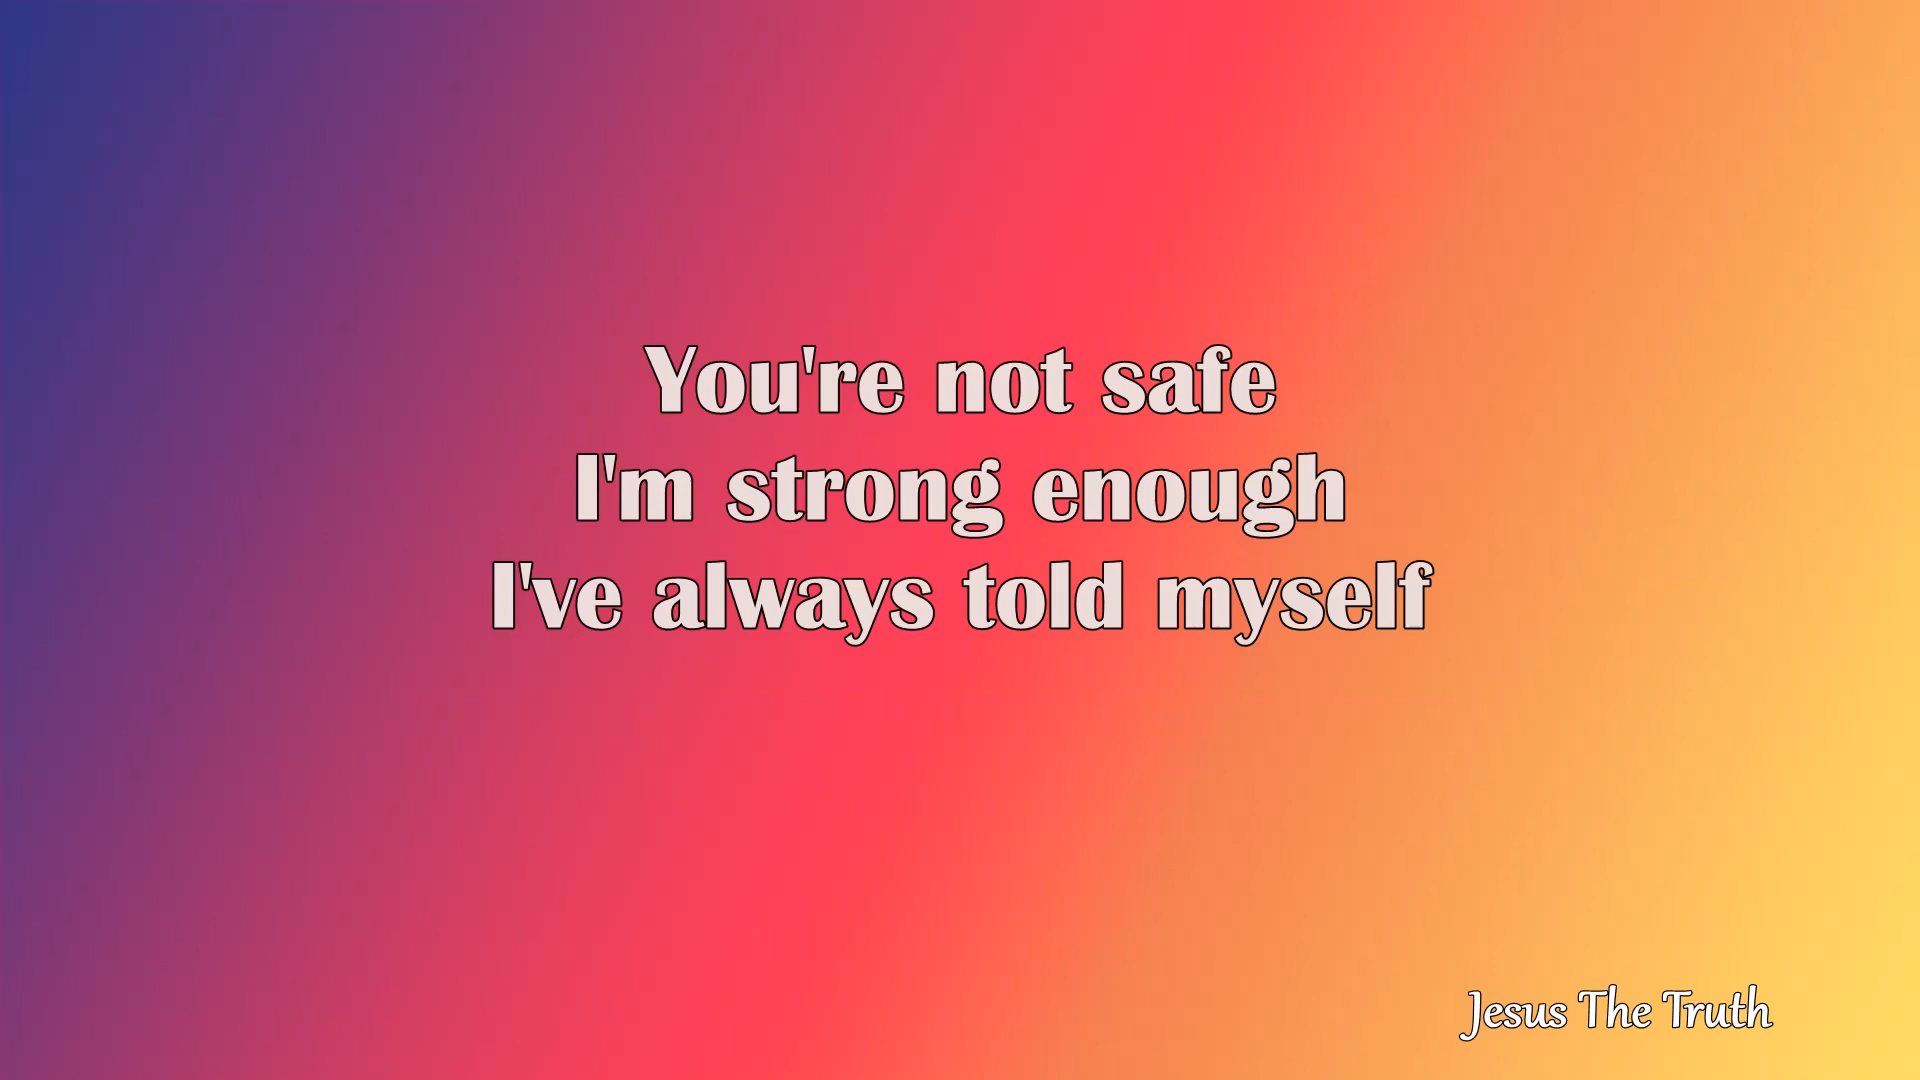 You're not safe
I'm strong enough
I've always told myself
Jesus The Truth